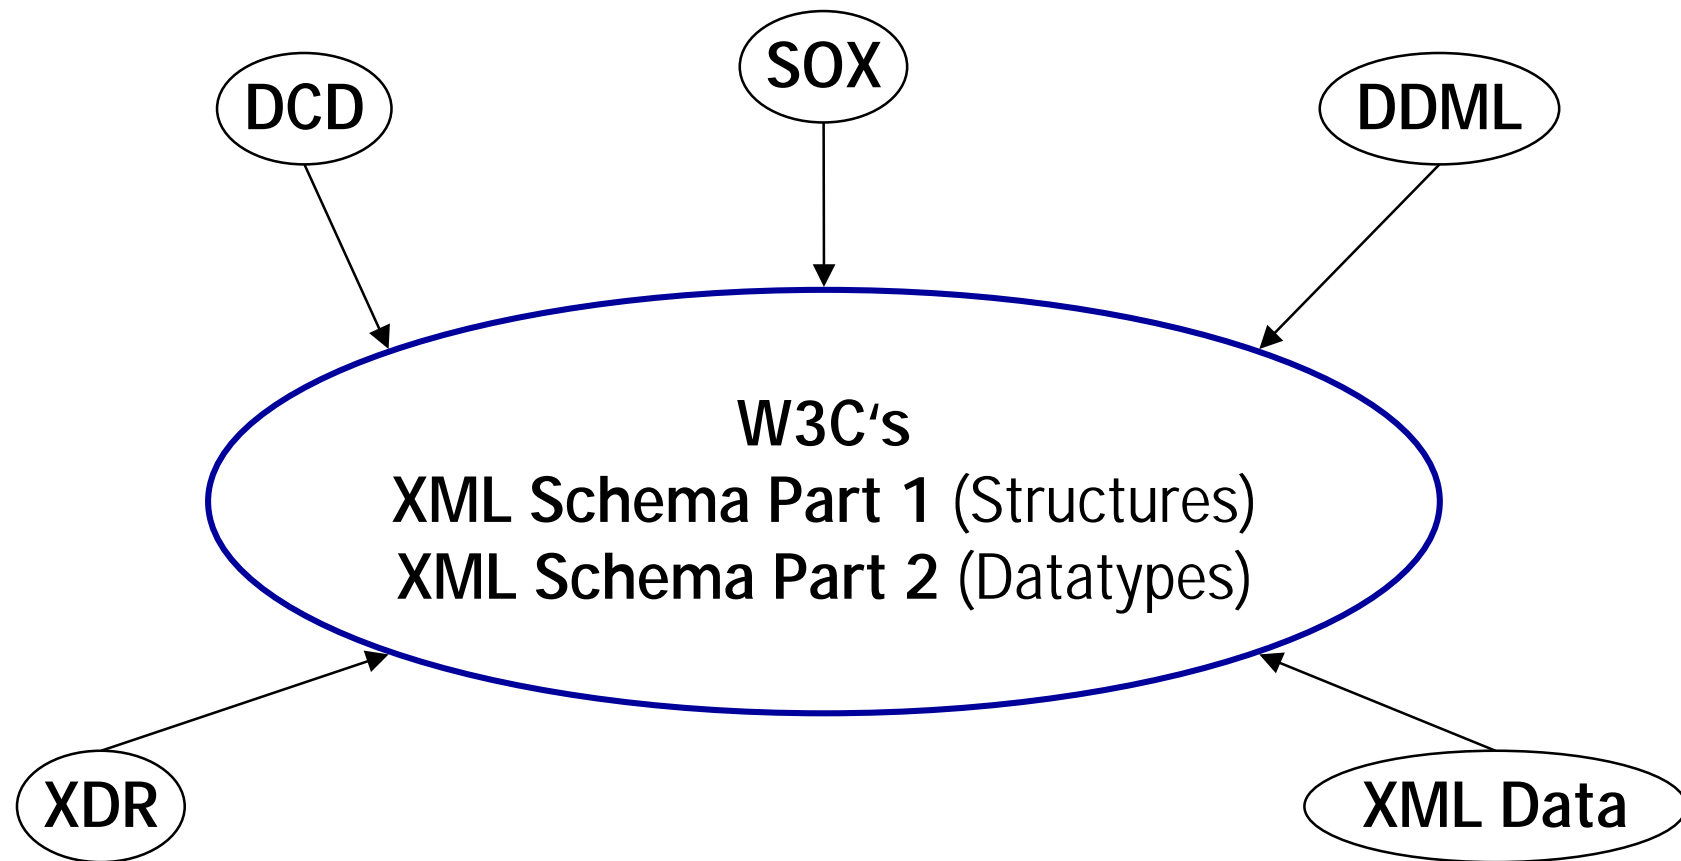 SOX
DCD
DDML
W3C‘s
XML Schema Part 1 (Structures)
XML Schema Part 2 (Datatypes)
XDR
XML Data